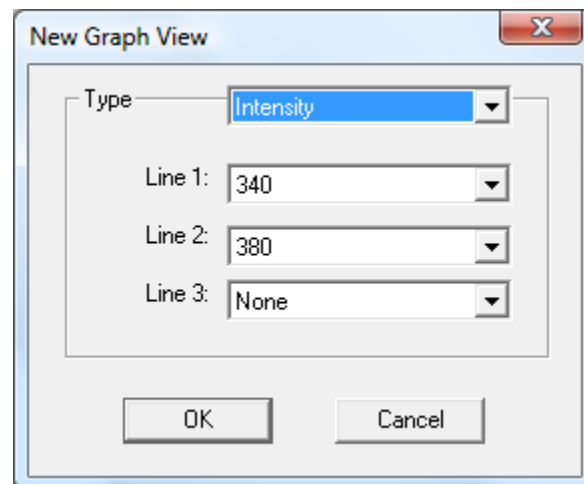 New Graph View
Type Intensity
Line 1: 340
Line 2: 380
Line 3: None
OK Cancel